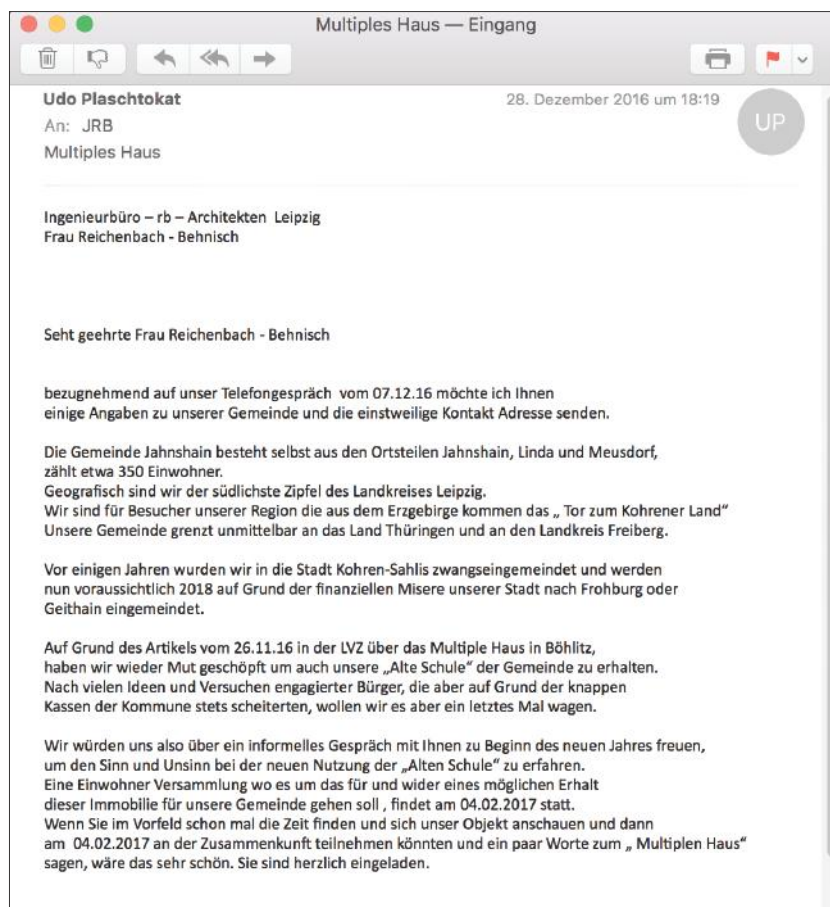 Multiples Haus — Eingang
Udo Plaschtokat
28. Dezember 2016 um 18:19
UP
An: JRB
Multiples Haus
Ingenieurbüro – rb – Architekten Leipzig
Frau Reichenbach - Behnisch
Seht geehrte Frau Reichenbach - Behnisch
bezugnehmend auf unser Telefongespräch vom 07.12.16 möchte ich Ihnen
einige Angaben zu unserer Gemeinde und die einstweilige Kontakt Adresse senden.
Die Gemeinde Jahnshain besteht selbst aus den Ortsteilen Jahnshain, Linda und Meusdorf,
zählt etwa 350 Einwohner.
Geografisch sind wir der südlichste Zipfel des Landkreises Leipzig.
Wir sind für Besucher unserer Region die aus dem Erzgebirge kommen das „ Tor zum Kohrener Land“
Unsere Gemeinde grenzt unmittelbar an das Land Thüringen und an den Landkreis Freiberg.
Vor einigen Jahren wurden wir in die Stadt Kohren-Sahlis zwangseingemeindet und werden
nun voraussichtlich 2018 auf Grund der finanziellen Misere unserer Stadt nach Frohburg oder
Geithain eingemeindet.
Auf Grund des Artikels vom 26.11.16 in der LVZ über das Multiple Haus in Böhlitz,
haben wir wieder Mut geschöpft um auch unsere „Alte Schule“ der Gemeinde zu erhalten.
Nach vielen Ideen und Versuchen engagierter Bürger, die aber auf Grund der knappen
Kassen der Kommune stets scheiterten, wollen wir es aber ein letztes Mal wagen.
Wir würden uns also über ein informelles Gespräch mit Ihnen zu Beginn des neuen Jahres freuen,
um den Sinn und Unsinn bei der neuen Nutzung der „Alten Schule“ zu erfahren.
Eine Einwohner Versammlung wo es um das für und wider eines möglichen Erhalt
dieser Immobilie für unsere Gemeinde gehen soll , findet am 04.02.2017 statt.
Wenn Sie im Vorfeld schon mal die Zeit finden und sich unser Objekt anschauen und dann
am 04.02.2017 an der Zusammenkunft teilnehmen könnten und ein paar Worte zum „ Multiplen Haus“
sagen, wäre das sehr schön. Sie sind herzlich eingeladen.